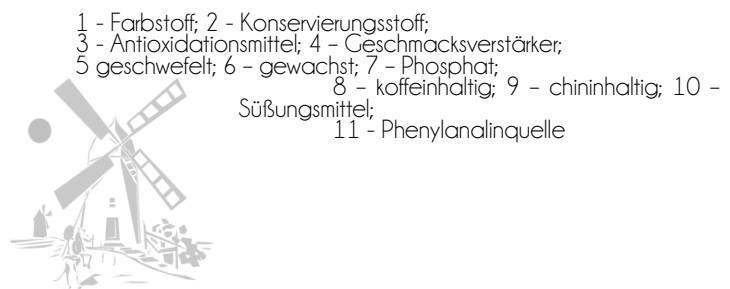 1 - Farbstoff; 2 - Konservierungsstoff;
3 - Antioxidationsmittel; 4 – Geschmacksverstärker;
5 geschwefelt; 6 – gewachst; 7 – Phosphat;
8 – koffeinhaltig; 9 – chininhaltig; 10 –
Süßungsmittel;
11 - Phenylanalinquelle